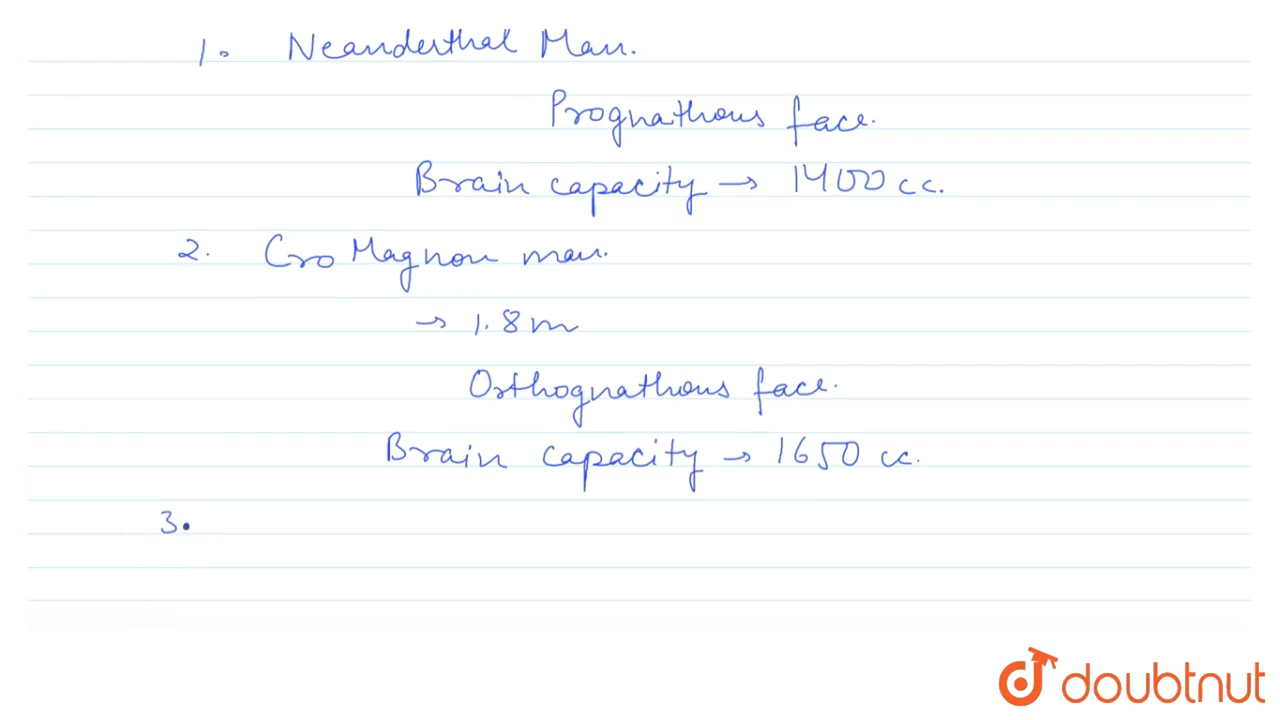 1. Neanderthal Man.
Prognathous face.
Brain capacity → 1400 cc.
2. Cro Magnon man.
→ 1.8 m
Orthognathous face.
Brain capacity → 1650 cc.
3.
doubtnut